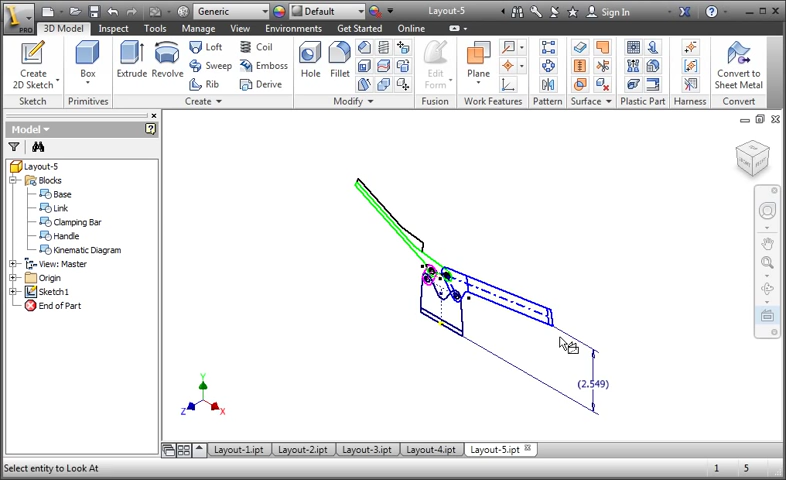 Generic
Default
Layout-5
Sign In
PRO
3D Model
Inspect
Tools
Manage
View
Environments
Get Started
Vault
Online
Create
2D Sketch
Box
Extrude
Revolve
Loft
Sweep
Rib
Coil
Emboss
Derive
Hole
Fillet
Edit
Form
Plane
Convert to
Sheet Metal
Sketch
Primitives
Create
Modify
Fusion
Work Features
Pattern
Surface
Plastic Part
Harness
Convert
Model
Layout-5
Blocks
Base
Link
Clamping Bar
Handle
Kinematic Diagram
View: Master
Origin
Sketch1
End of Part
(2.549)
Y
Z
X
Layout-1.ipt
Layout-2.ipt
Layout-3.ipt
Layout-4.ipt
Layout-5.ipt
Select entity to Look At
1
5